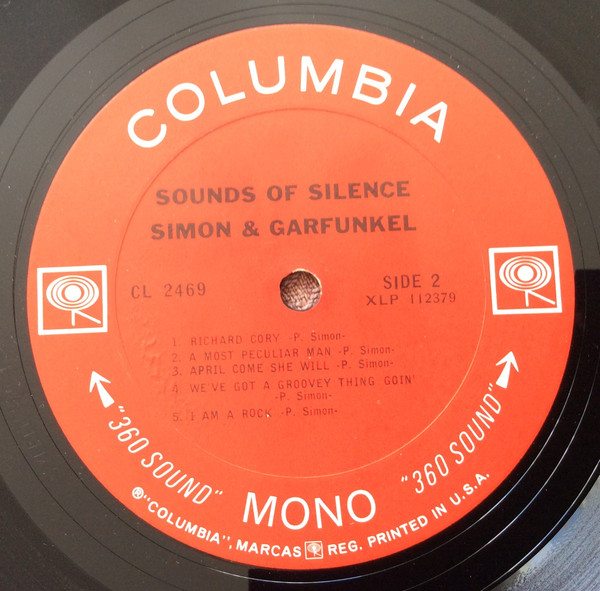 COLUMBIA
SOUNDS OF SILENCE
SIMON & GARFUNKEL
CL 2469
SIDE 2
XLP 112379
1. RICHARD CORY -P. Simon-
2. A MOST PECULIAR MAN -P. Simon-
3. APRIL COME SHE WILL -P. Simon-
4. WE'VE GOT A GROOVEY THING GOIN'
-P. Simon-
5. I AM A ROCK -P. Simon-
"360 SOUND"
MONO
"360 SOUND"
®"COLUMBIA", MARCAS REG. PRINTED IN U.S.A.